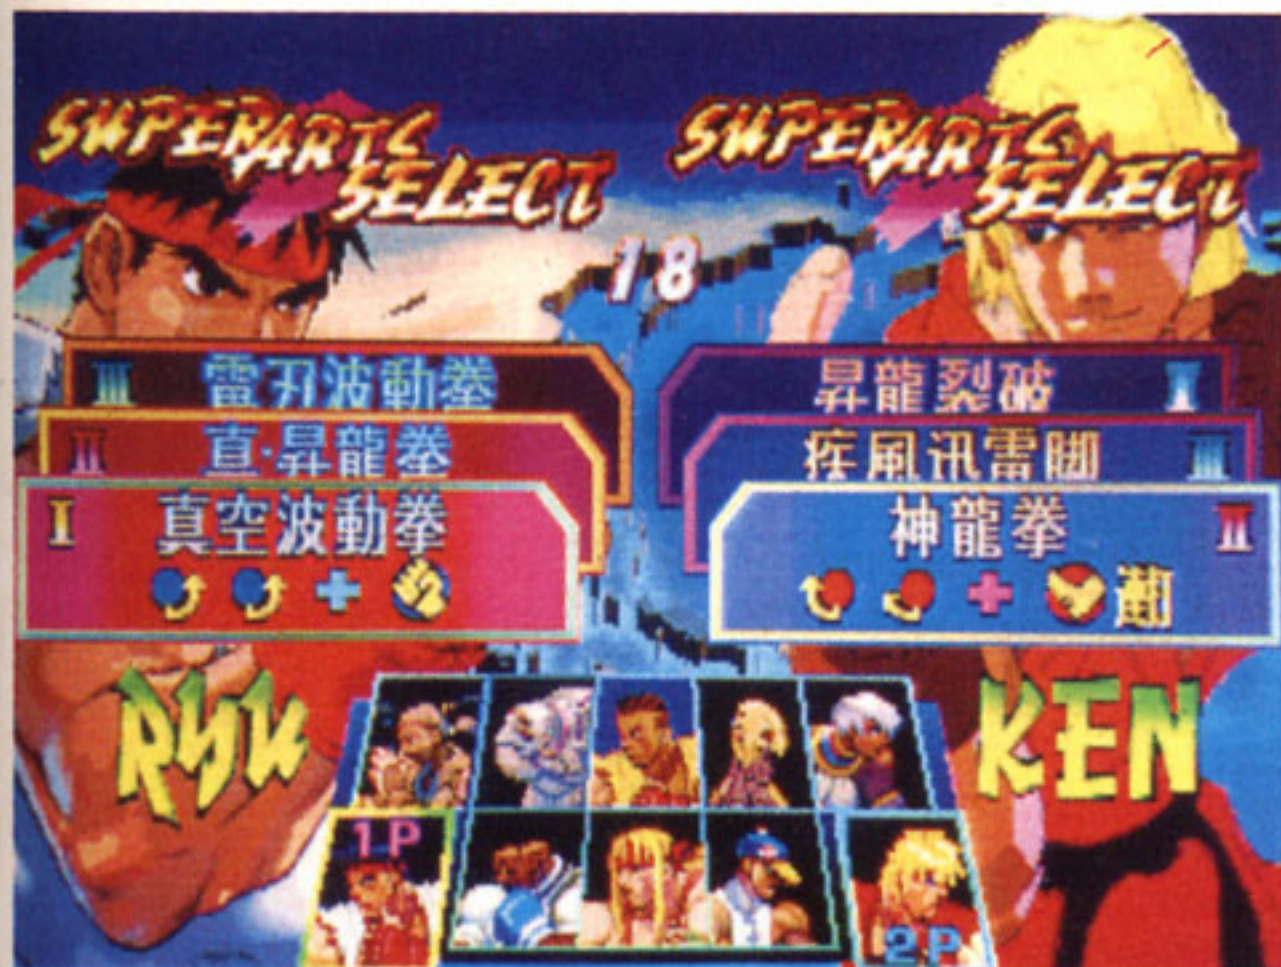 SUPER ARTS
SELECT
SUPER ARTS
SELECT
18
III 雷刃波動拳
II 真・昇龍拳
I 真空波動拳
昇龍裂破 I
疾風迅雷脚 III
神龍拳 II
RYU
KEN
1P
2P